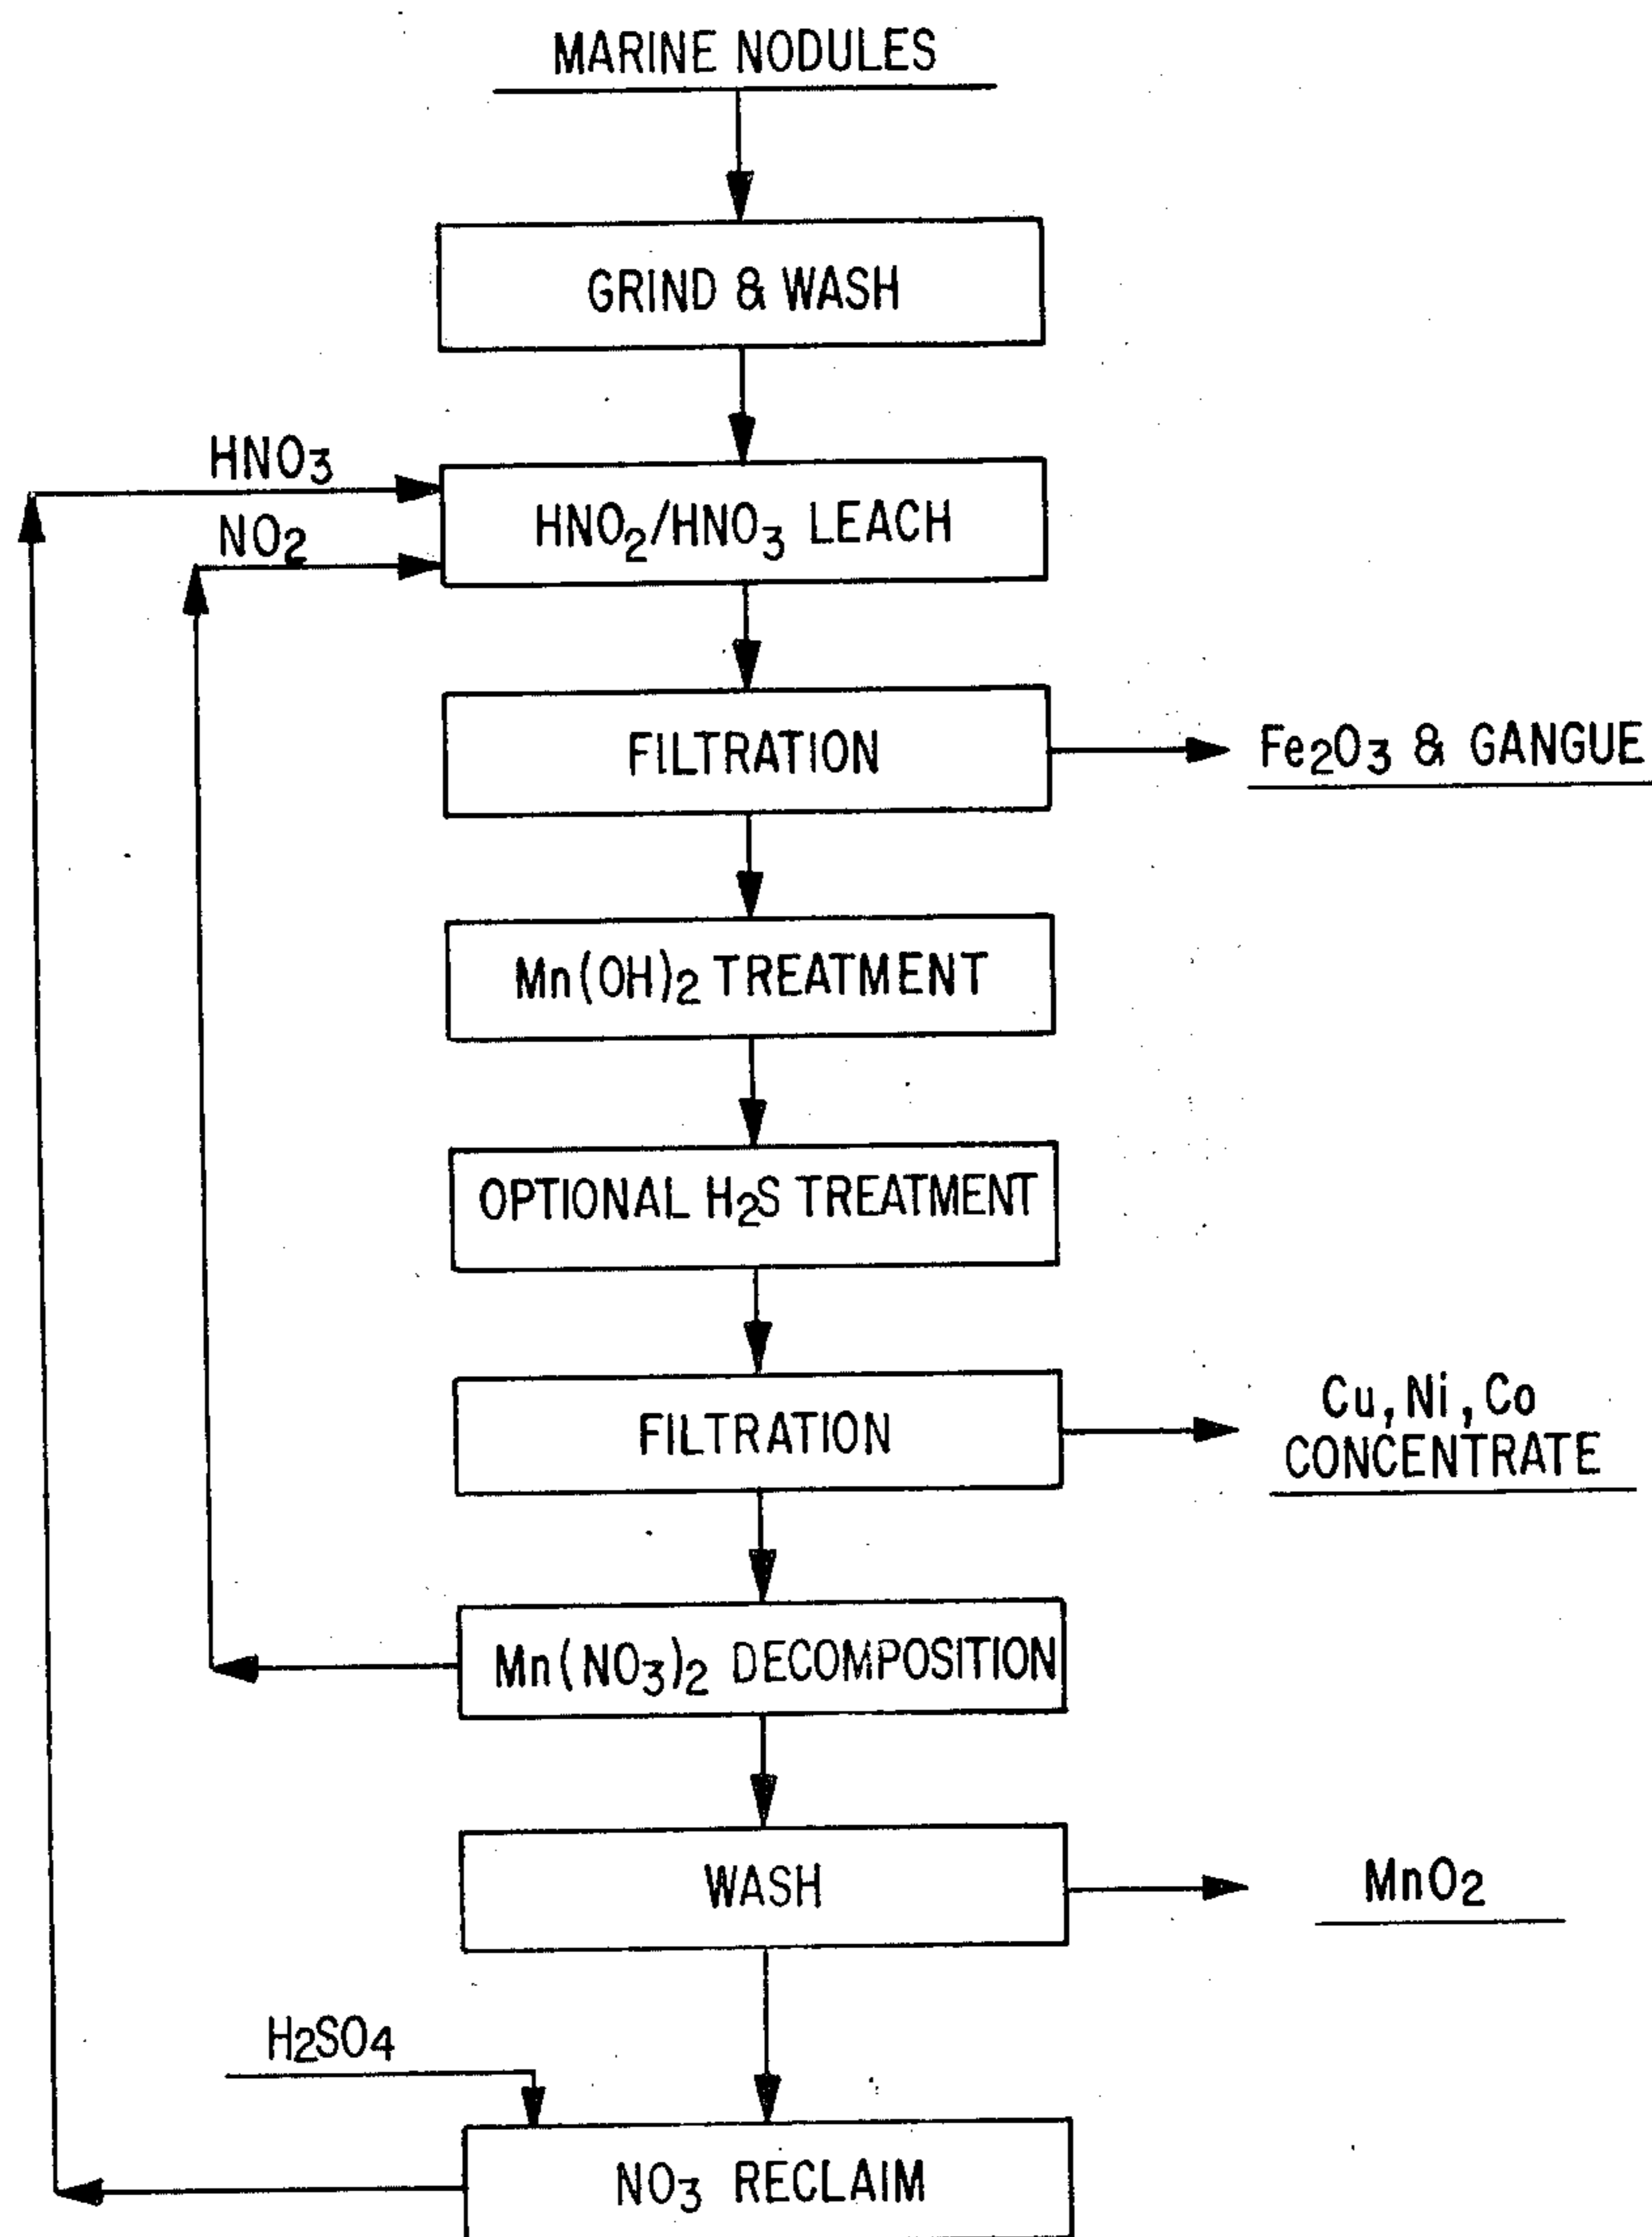 MARINE NODULES
GRIND & WASH
HNO3
HNO2/HNO3 LEACH
NO2
FILTRATION
Fe2O3 & GANGUE
Mn(OH)2 TREATMENT
OPTIONAL H2S TREATMENT
FILTRATION
Cu, Ni, Co
CONCENTRATE
Mn(NO3)2 DECOMPOSITION
WASH
MnO2
H2SO4
NO3 RECLAIM